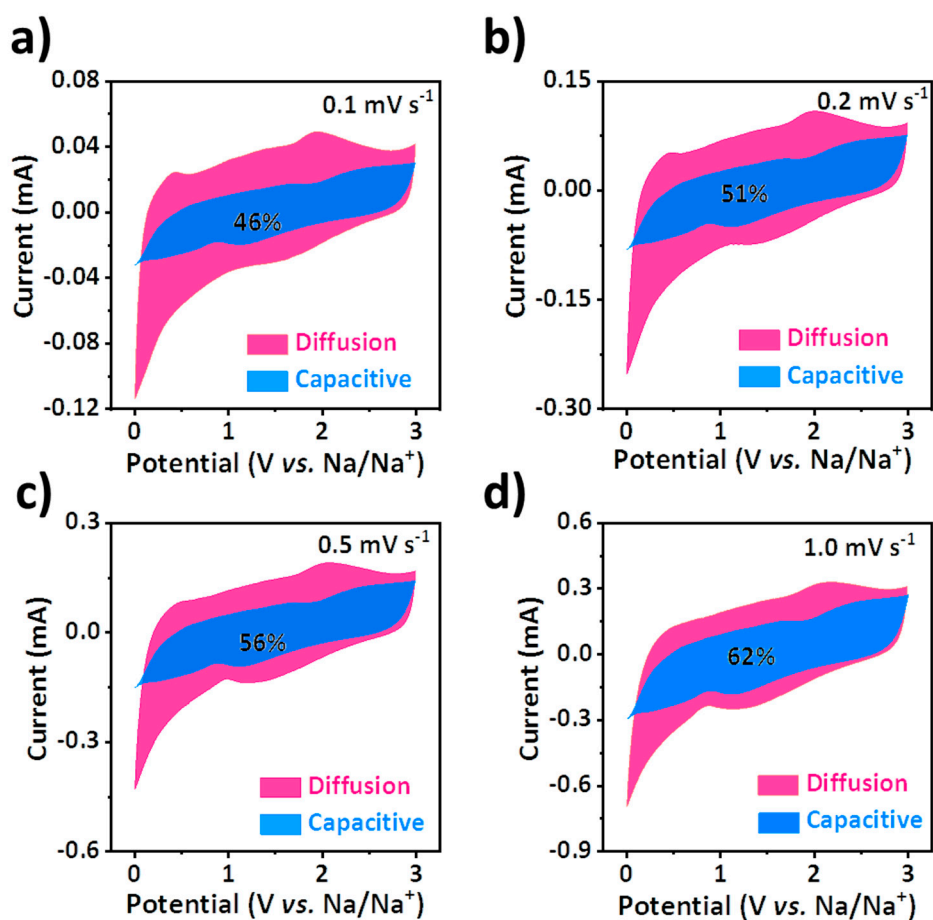 a)
0.08
0.04
0.00
-0.04
-0.08
-0.12
Current (mA)
0.1 mV s⁻¹
46%
Diffusion
Capacitive
0 1 2 3
Potential (V vs. Na/Na⁺)
b)
0.15
0.00
-0.15
-0.30
Current (mA)
0.2 mV s⁻¹
51%
Diffusion
Capacitive
0 1 2 3
Potential (V vs. Na/Na⁺)
c)
0.3
0.0
-0.3
-0.6
Current (mA)
0.5 mV s⁻¹
56%
Diffusion
Capacitive
0 1 2 3
Potential (V vs. Na/Na⁺)
d)
0.6
0.3
0.0
-0.3
-0.6
-0.9
Current (mA)
1.0 mV s⁻¹
62%
Diffusion
Capacitive
0 1 2 3
Potential (V vs. Na/Na⁺)